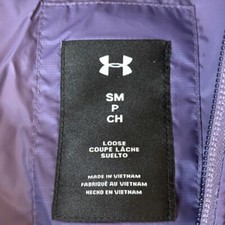 SM
P
CH
LOOSE
COUPE LÂCHE
SUELTO
MADE IN VIETNAM
FABRIQUÉ AU VIETNAM
HECHO EN VIETNAM